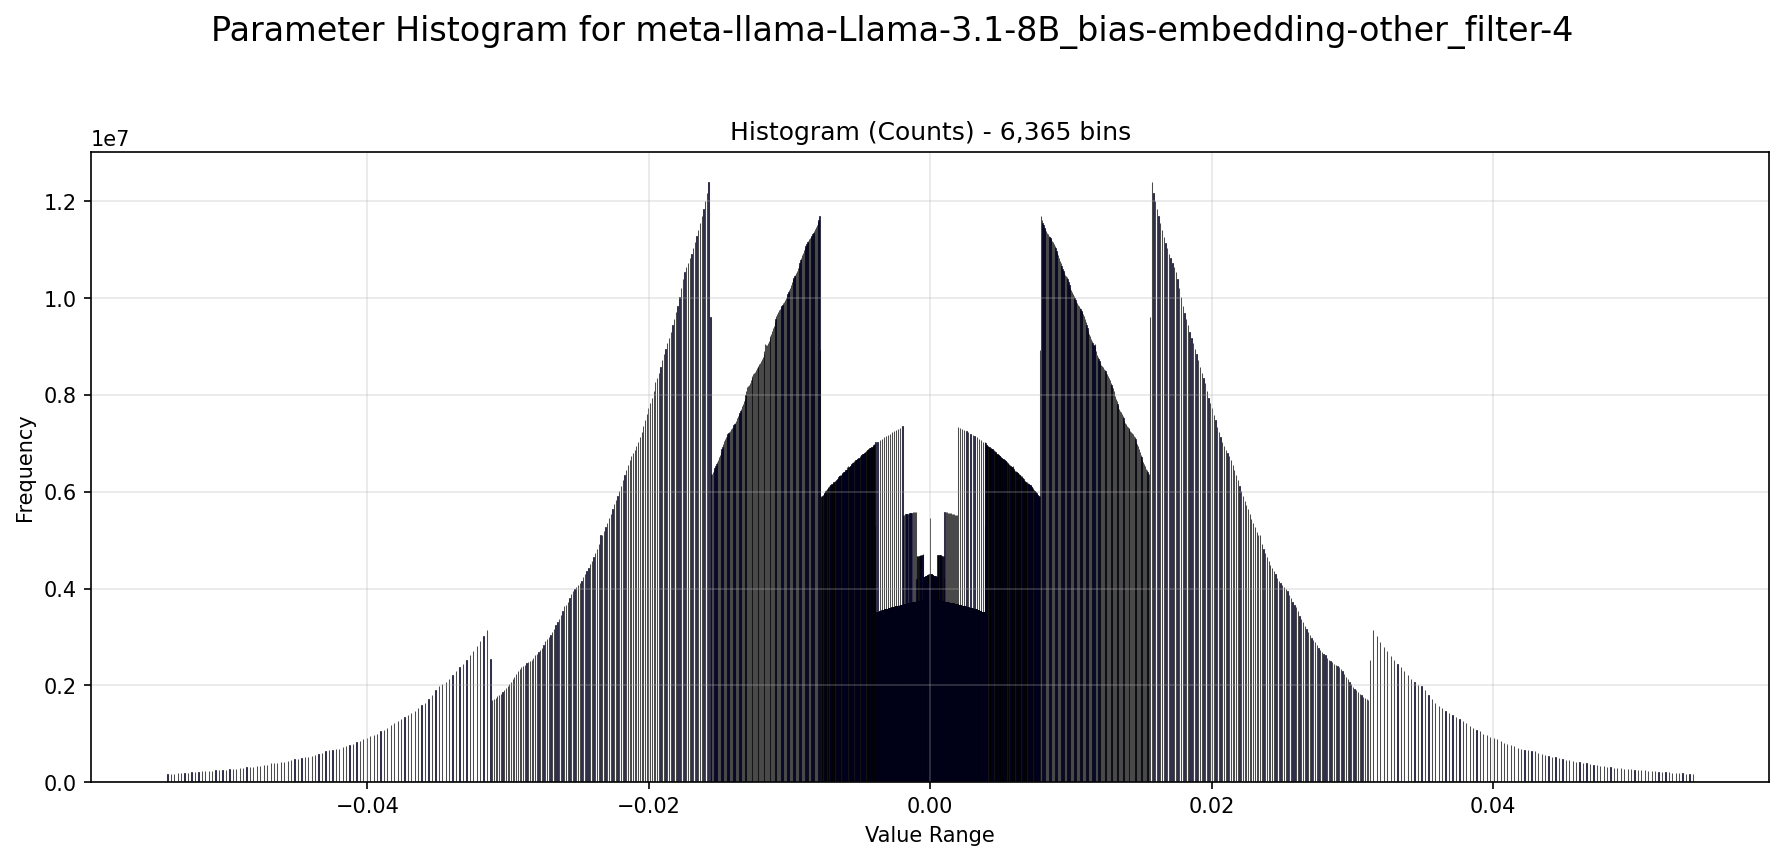 Parameter Histogram for meta-llama-Llama-3.1-8B_bias-embedding-other_filter-4
Histogram (Counts) - 6,365 bins
1e7
1.2
1.0
0.8
0.6
0.4
0.2
0.0
Frequency
−0.04
−0.02
0.00
0.02
0.04
Value Range